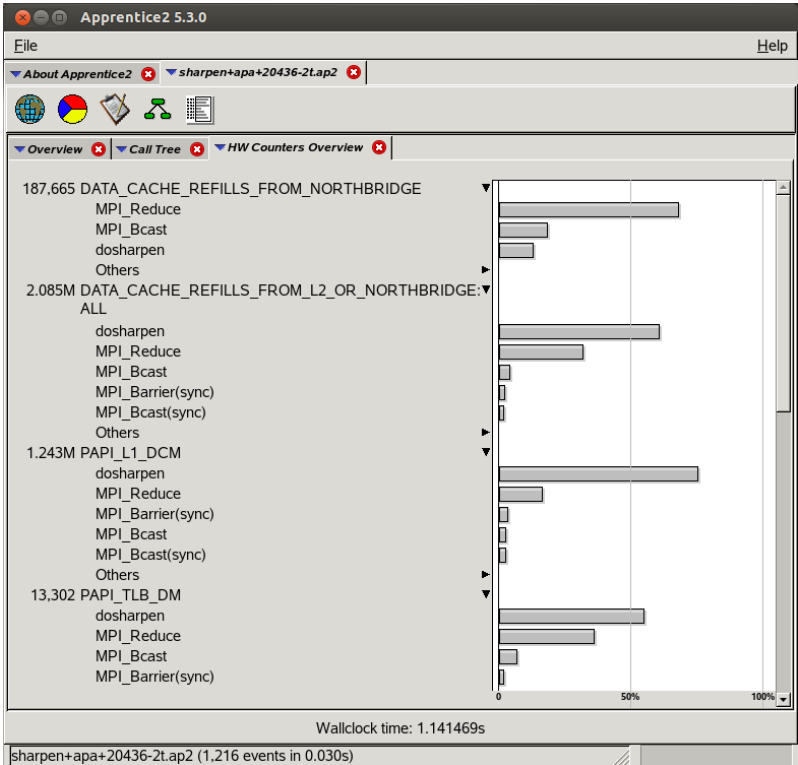 Apprentice2 5.3.0
File Help
About Apprentice2 sharpen+apa+20436-2t.ap2
Overview Call Tree HW Counters Overview
187,665 DATA_CACHE_REFILLS_FROM_NORTHBRIDGE
MPI_Reduce
MPI_Bcast
dosharpen
Others
2.085M DATA_CACHE_REFILLS_FROM_L2_OR_NORTHBRIDGE:
ALL
dosharpen
MPI_Reduce
MPI_Bcast
MPI_Barrier(sync)
MPI_Bcast(sync)
Others
1.243M PAPI_L1_DCM
dosharpen
MPI_Reduce
MPI_Barrier(sync)
MPI_Bcast
MPI_Bcast(sync)
Others
13,302 PAPI_TLB_DM
dosharpen
MPI_Reduce
MPI_Bcast
MPI_Barrier(sync)
0 50% 100%
Wallclock time: 1.141469s
sharpen+apa+20436-2t.ap2 (1,216 events in 0.030s)